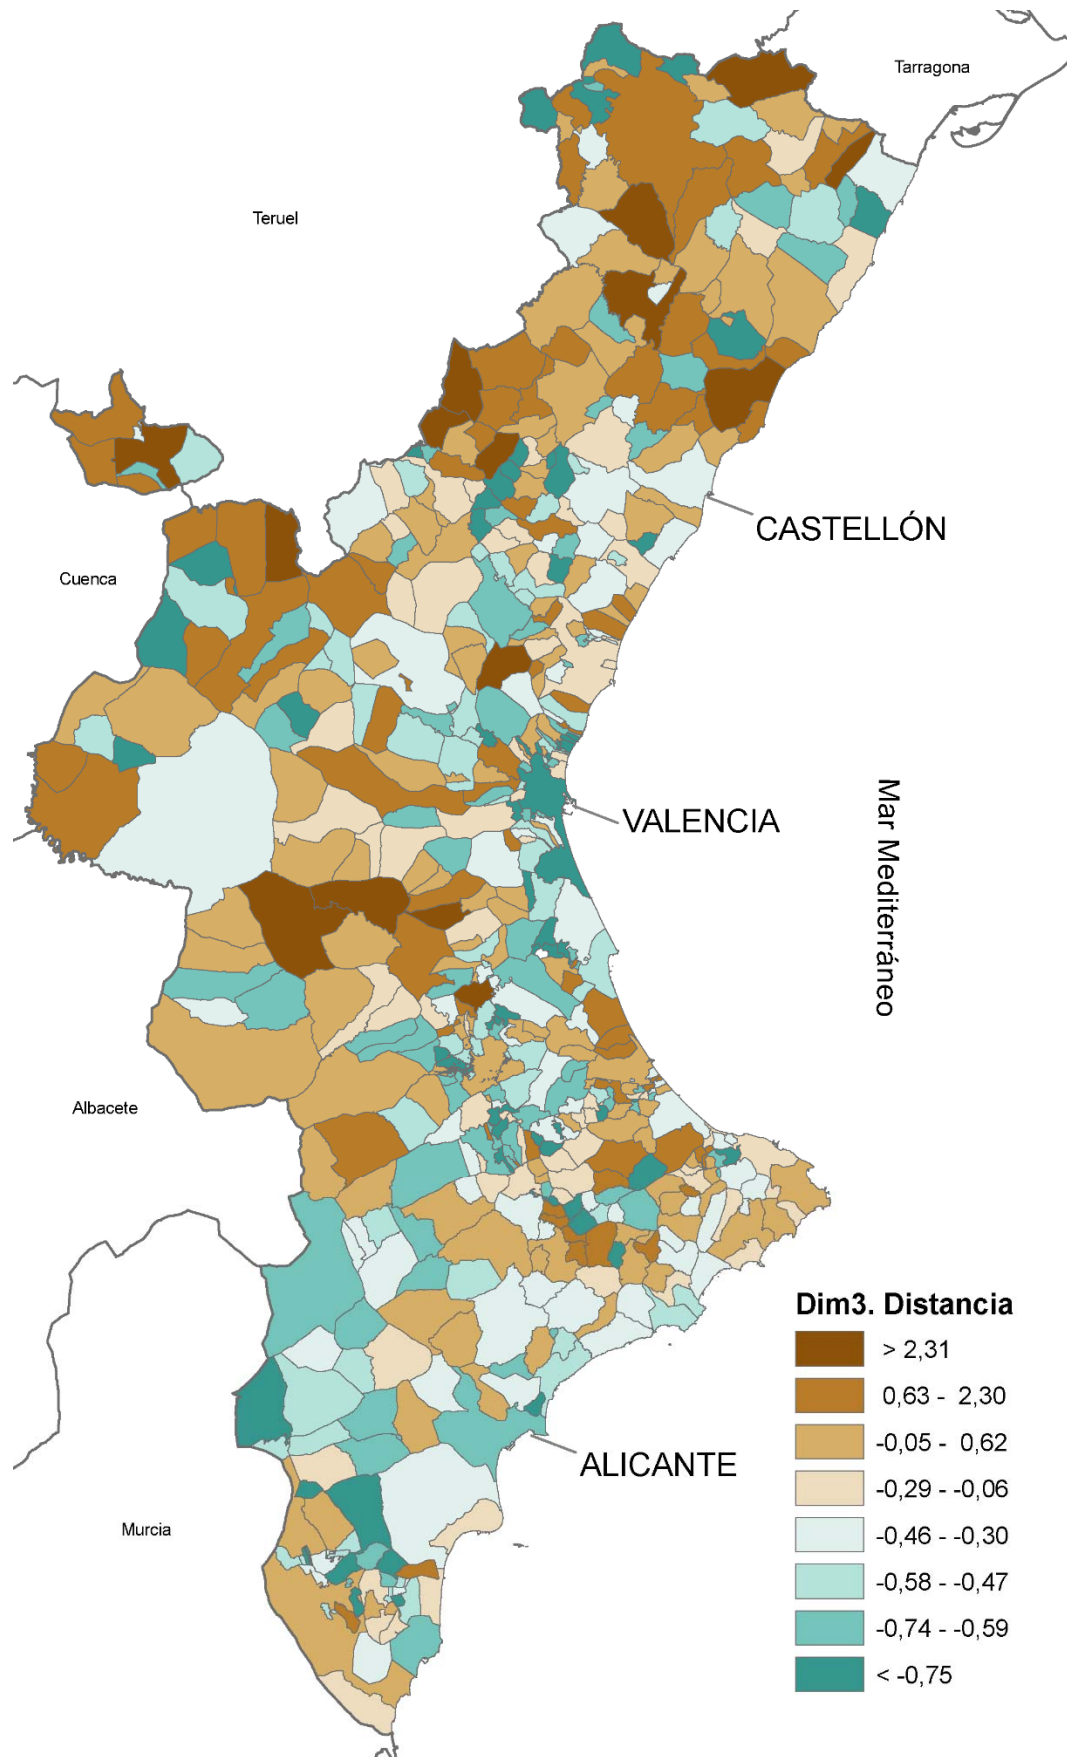 Tarragona
Teruel
CASTELLÓN
Cuenca
VALENCIA
Mar Mediterráneo
Albacete
Dim3. Distancia
> 2,31
0,63 - 2,30
-0,05 - 0,62
-0,29 - -0,06
-0,46 - -0,30
-0,58 - -0,47
-0,74 - -0,59
< -0,75
ALICANTE
Murcia